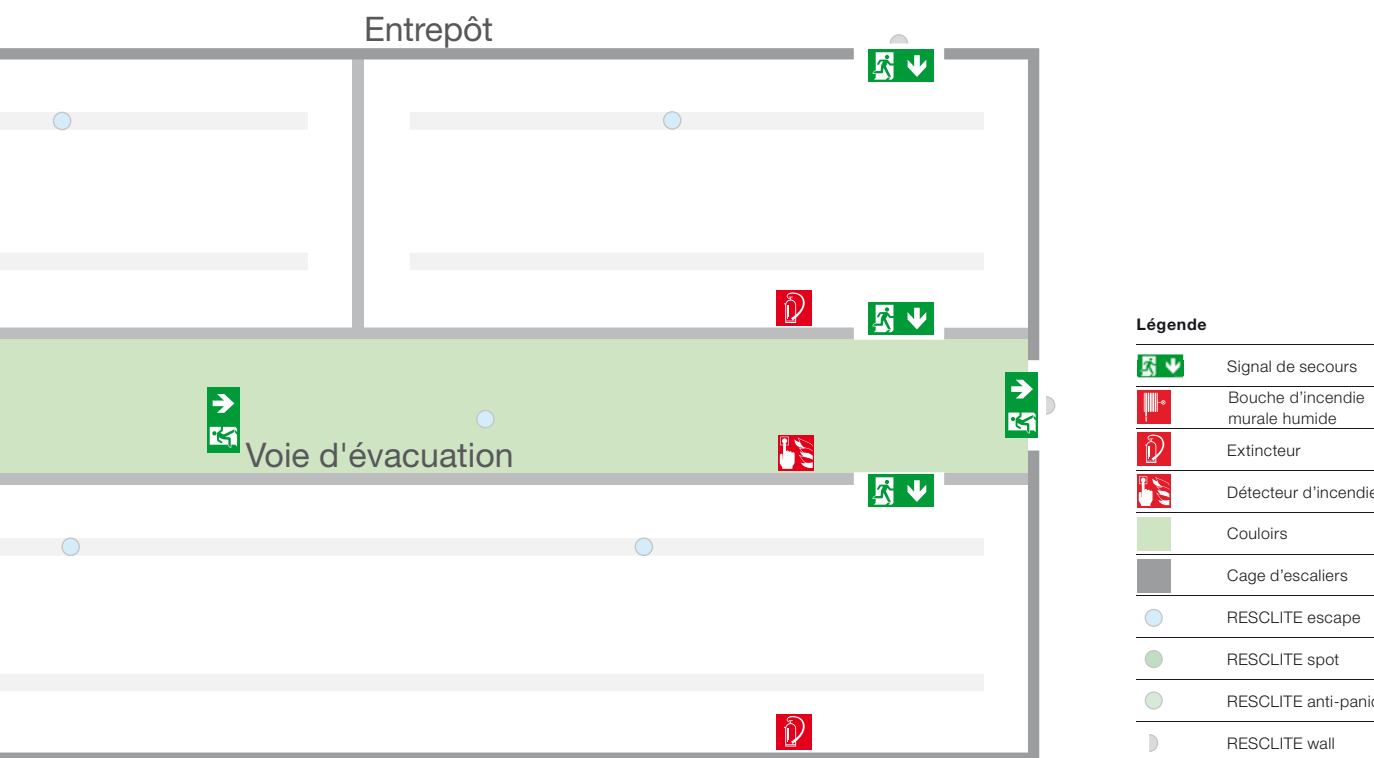 Entrepôt
Voie d'évacuation
Légende
Signal de secours
Bouche d'incendie
murale humide
Extincteur
Détecteur d'incendie
Couloirs
Cage d'escaliers
RESCLITE escape
RESCLITE spot
RESCLITE anti-panic
RESCLITE wall